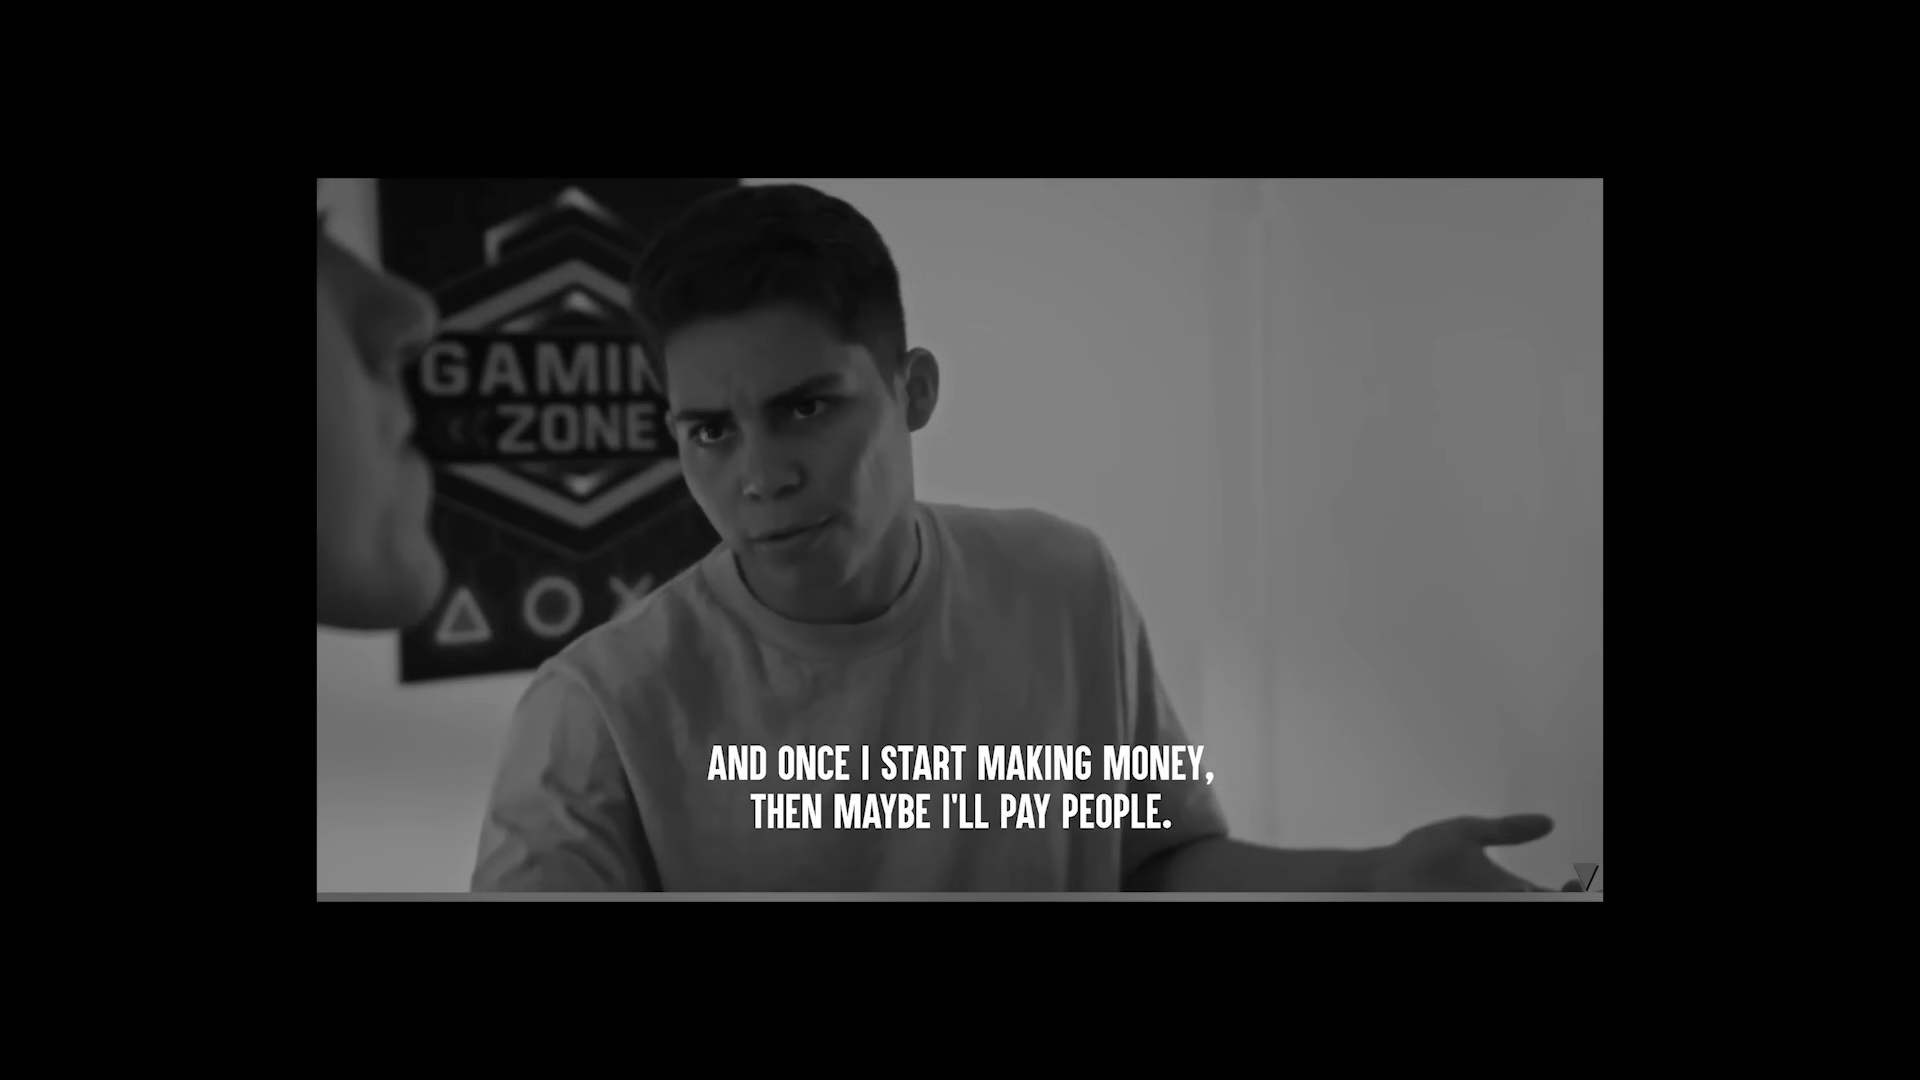 GAMIN
ZONE
AND ONCE I START MAKING MONEY,
THEN MAYBE I'LL PAY PEOPLE.